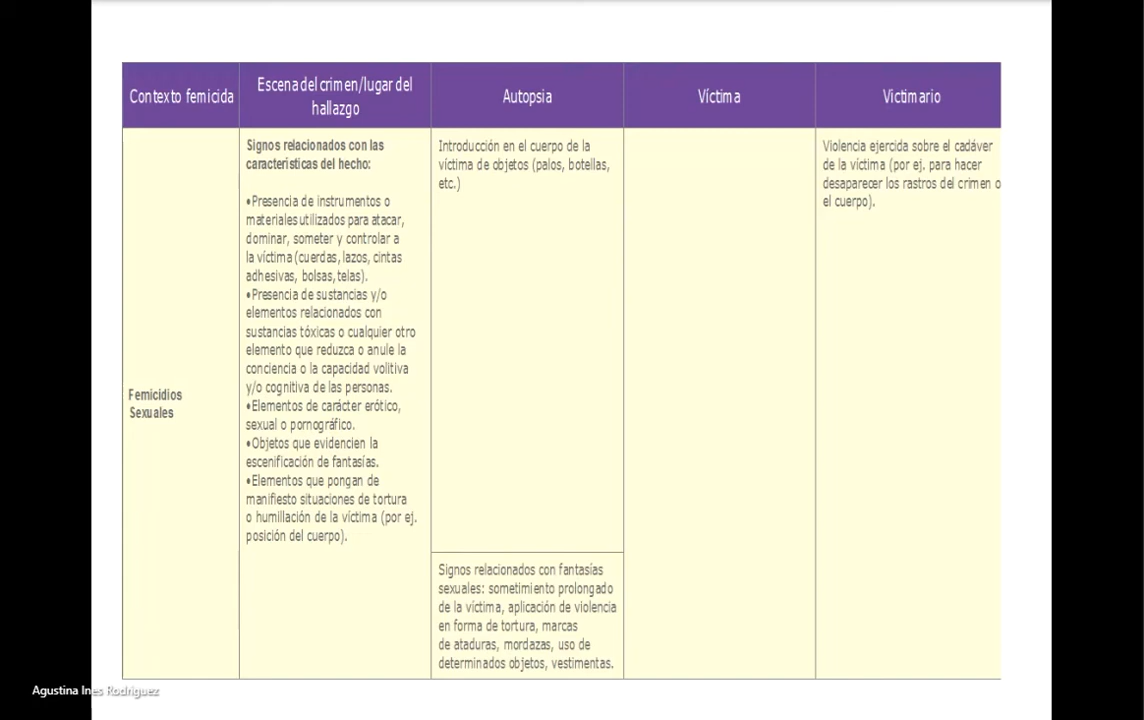 Contexto femicida
Escena del crimen/lugar del
hallazgo
Autopsia
Víctima
Victimario
Femicidios
Sexuales
Signos relacionados con las
características del hecho:
•Presencia de instrumentos o
materiales utilizados para atacar,
dominar, someter y controlar a
la víctima (cuerdas, lazos, cintas
adhesivas, bolsas, telas).
•Presencia de sustancias y/o
elementos relacionados con
sustancias tóxicas o cualquier otro
elemento que reduzca o anule la
conciencia o la capacidad volitiva
y/o cognitiva de las personas.
•Elementos de carácter erótico,
sexual o pornográfico.
•Objetos que evidencien la
escenificación de fantasías.
•Elementos que pongan de
manifiesto situaciones de tortura
o humillación de la víctima (por ej.
posición del cuerpo).
Introducción en el cuerpo de la
víctima de objetos (palos, botellas,
etc.)
Signos relacionados con fantasías
sexuales: sometimiento prolongado
de la víctima, aplicación de violencia
en forma de tortura, marcas
de ataduras, mordazas, uso de
determinados objetos, vestimentas.
Violencia ejercida sobre el cadáver
de la víctima (por ej. para hacer
desaparecer los rastros del crimen o
el cuerpo).
Agustina Ines Rodriguez